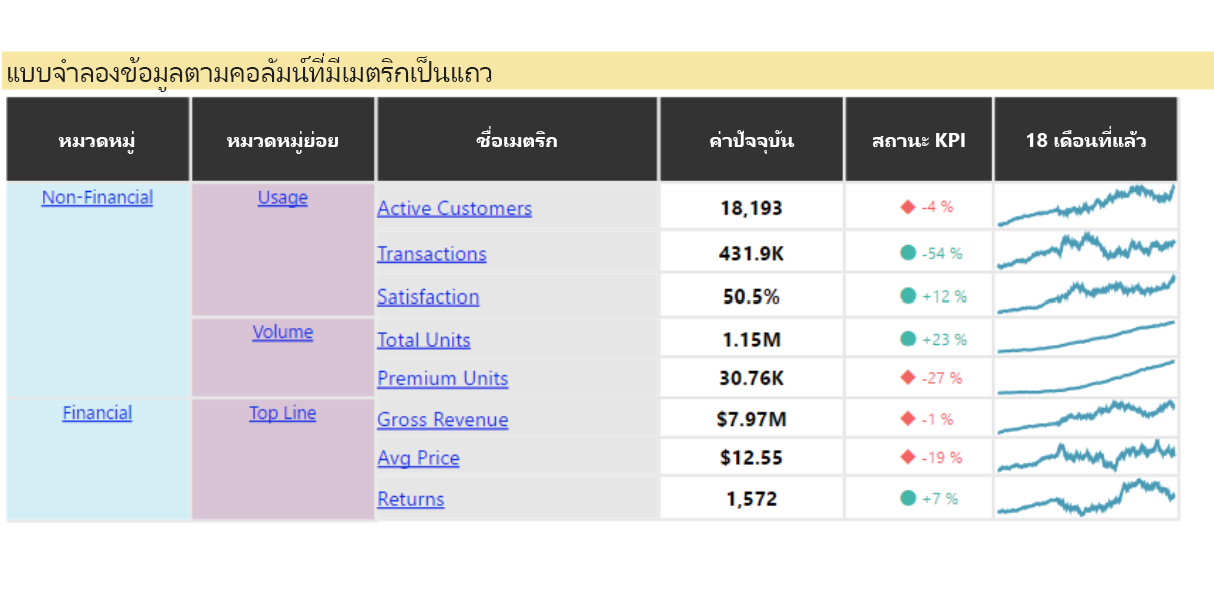 แบบจำลองข้อมูลตามคอลัมน์ที่มีเมตริกเป็นแถว
หมวดหมู่ หมวดหมู่ย่อย ชื่อเมตริก ค่าปัจจุบัน สถานะ KPI 18 เดือนที่แล้ว
Non-Financial Usage Active Customers 18,193 -4 %
Transactions 431.9K -54 %
Satisfaction 50.5% +12 %
Volume Total Units 1.15M +23 %
Premium Units 30.76K -27 %
Financial Top Line Gross Revenue $7.97M -1 %
Avg Price $12.55 -19 %
Returns 1,572 +7 %